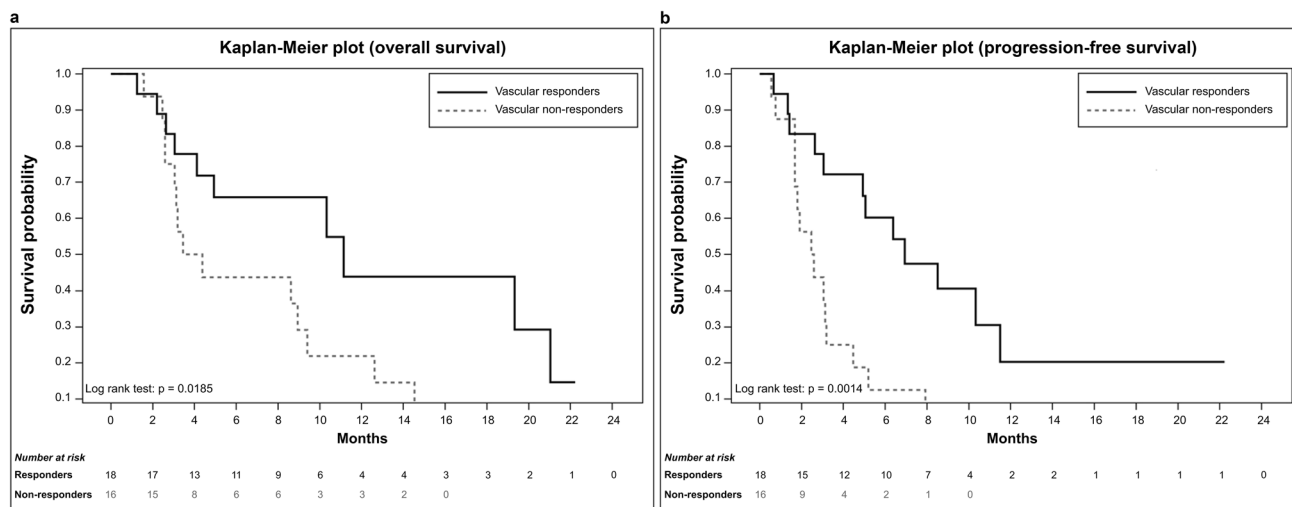 a
Kaplan-Meier plot (overall survival)
Vascular responders
Vascular non-responders
Survival probability
1.0
0.9
0.8
0.7
0.6
0.5
0.4
0.3
0.2
0.1
Log rank test: p = 0.0185
0 2 4 6 8 10 12 14 16 18 20 22 24
Months
Number at risk
Responders 18 17 13 11 9 6 4 4 3 3 2 1 0
Non-responders 16 15 8 6 6 3 3 2 0
b
Kaplan-Meier plot (progression-free survival)
Vascular responders
Vascular non-responders
Survival probability
1.0
0.9
0.8
0.7
0.6
0.5
0.4
0.3
0.2
0.1
Log rank test: p = 0.0014
0 2 4 6 8 10 12 14 16 18 20 22 24
Months
Number at risk
Responders 18 15 12 10 7 4 2 2 1 1 1 1 0
Non-responders 16 9 4 2 1 0